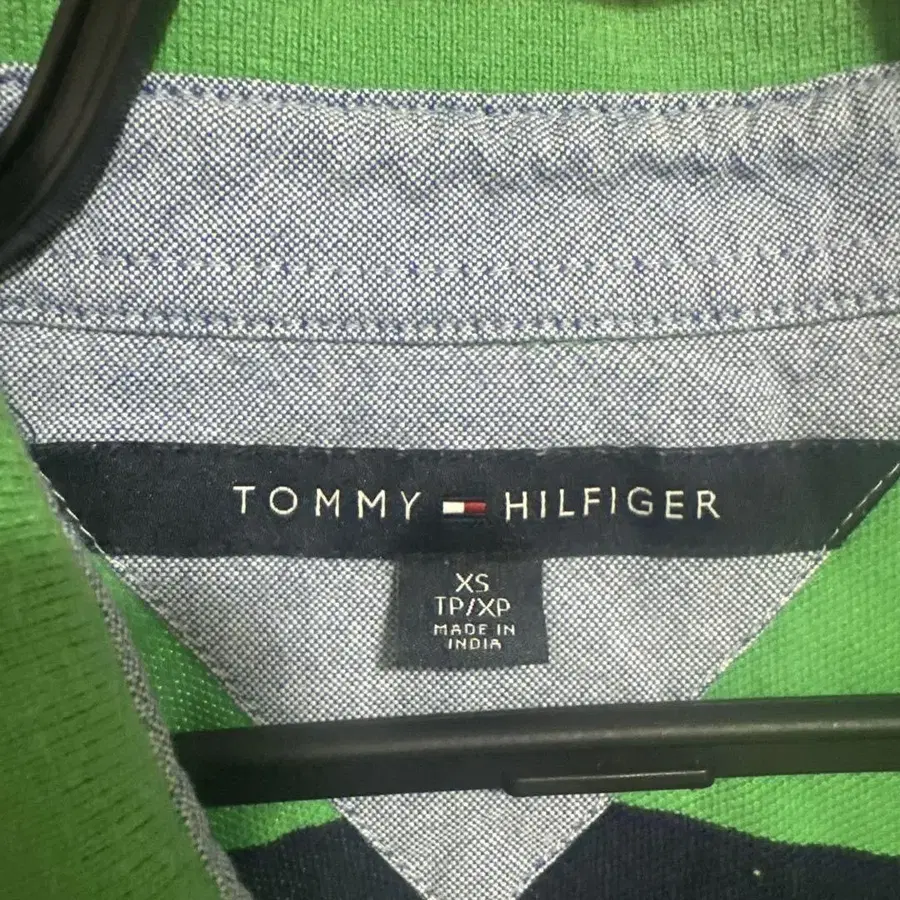 TOMMY HILFIGER
XS
TP/XP
MADE IN
INDIA